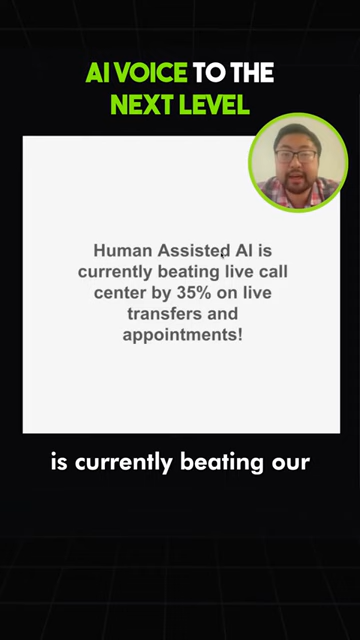 AI VOICE TO THE
NEXT LEVEL
Human Assisted AI is
currently beating live call
center by 35% on live
transfers and
appointments!
is currently beating our